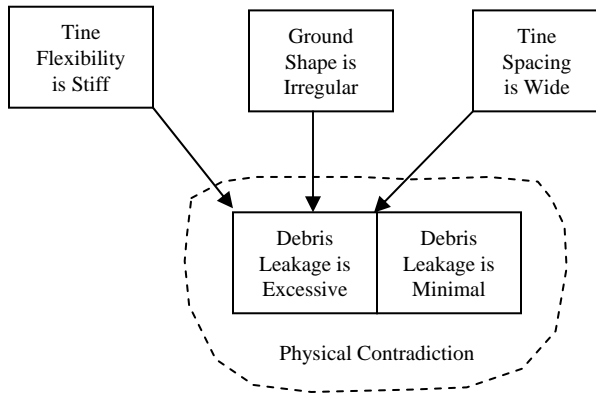 Tine
Flexibility
is Stiff
Ground
Shape is
Irregular
Tine
Spacing
is Wide
Debris
Leakage is
Excessive
Debris
Leakage is
Minimal
Physical Contradiction